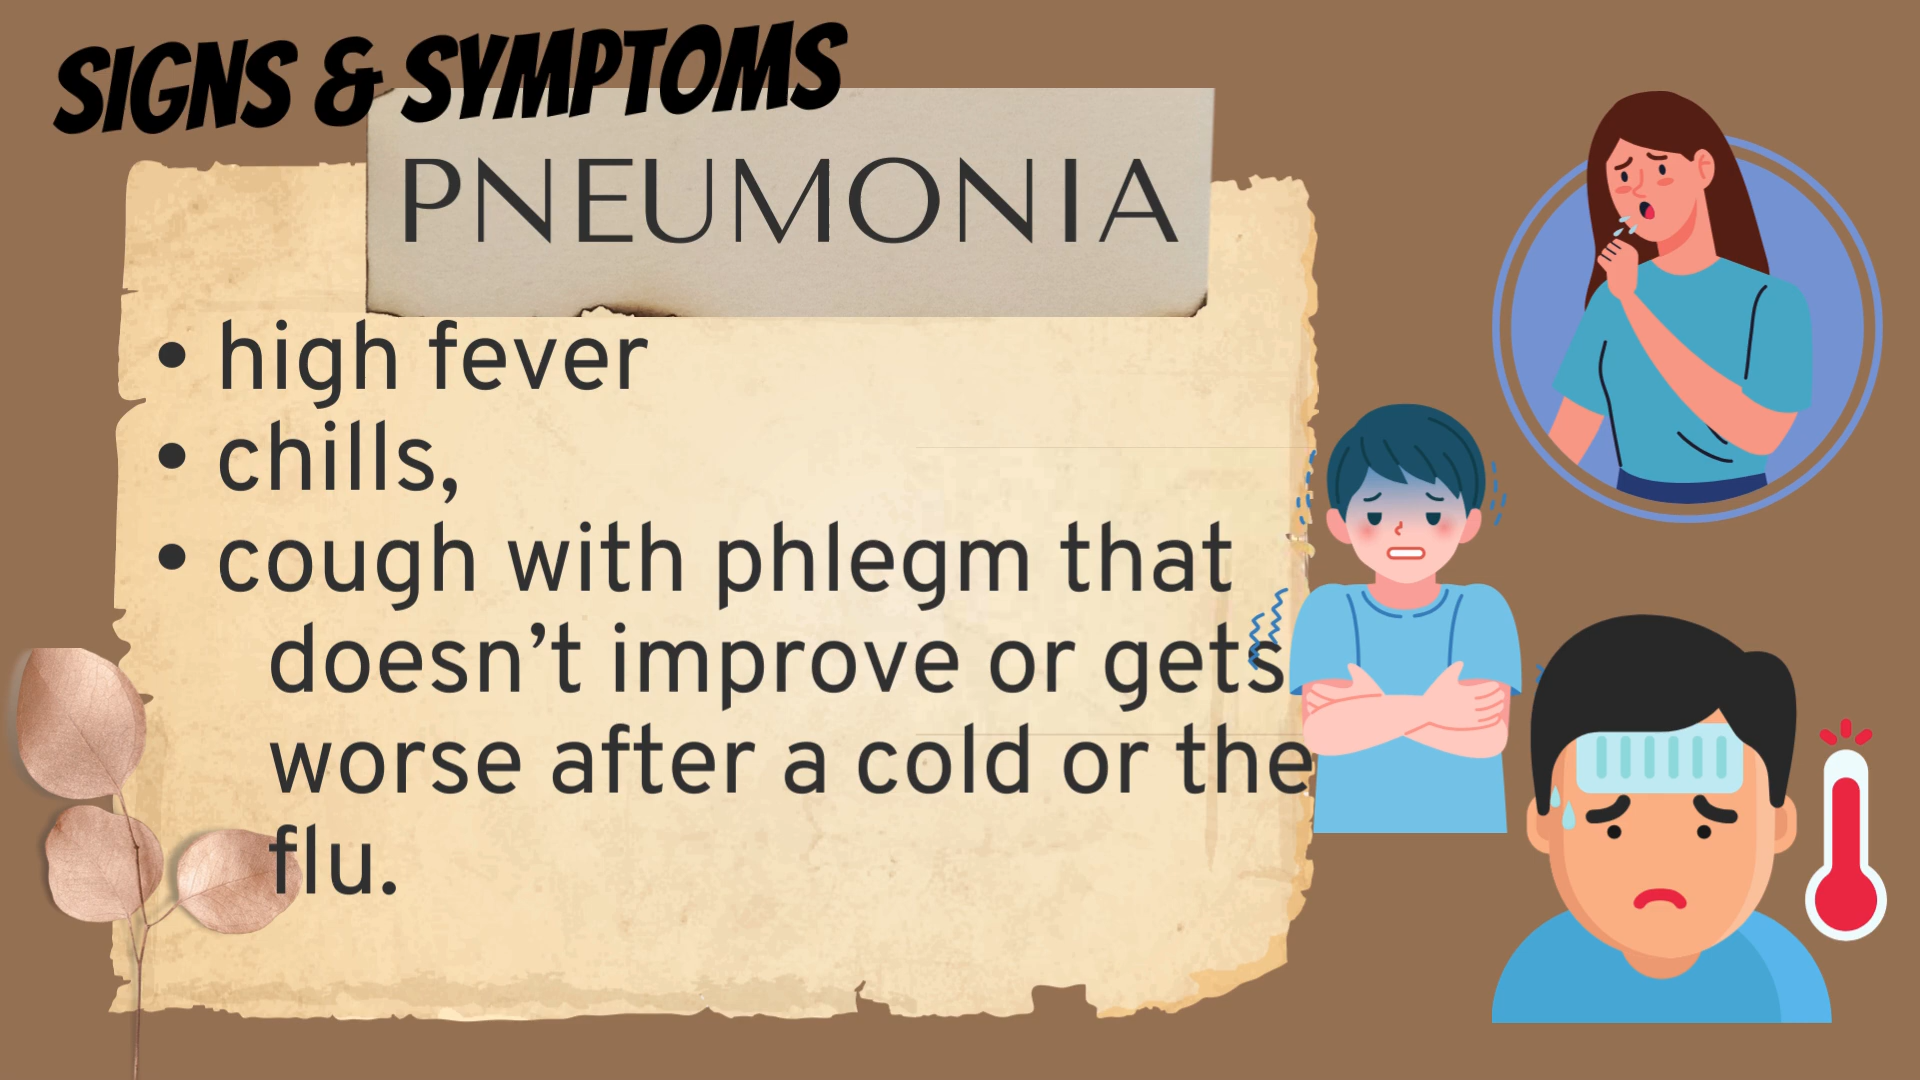 SIGNS & SYMPTOMS
PNEUMONIA
• high fever
• chills,
• cough with phlegm that
doesn’t improve or gets
worse after a cold or the
flu.